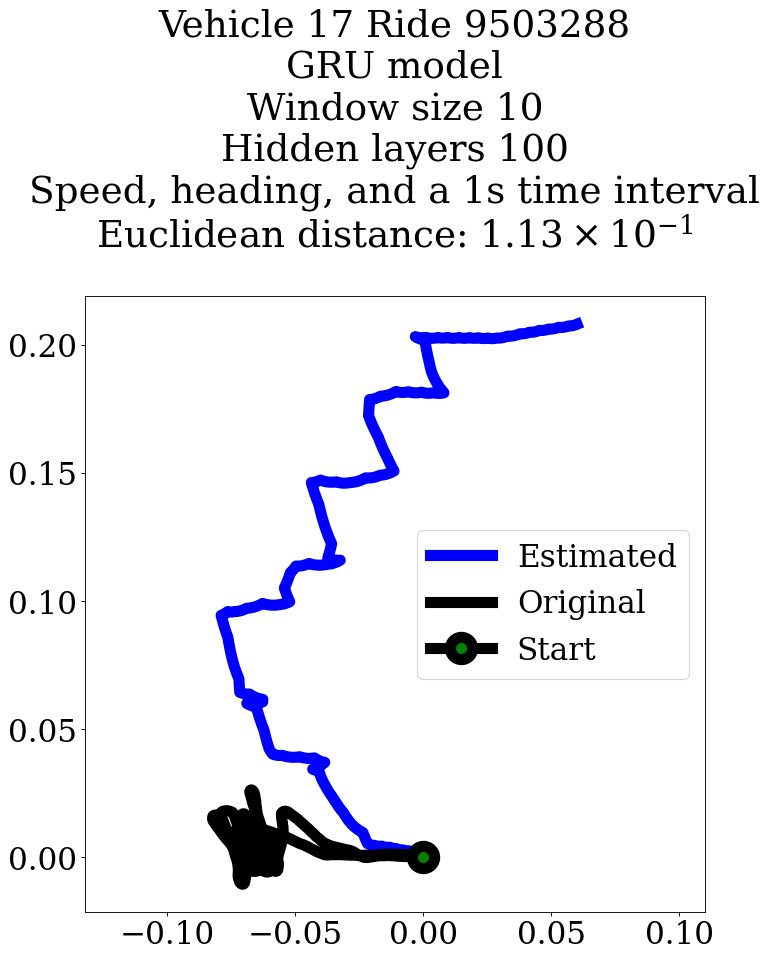 Vehicle 17 Ride 9503288
GRU model
Window size 10
Hidden layers 100
Speed, heading, and a 1s time interval
Euclidean distance: 1.13 × 10⁻¹
0.20
0.15
0.10
0.05
0.00
Estimated
Original
Start
−0.10 −0.05 0.00 0.05 0.10